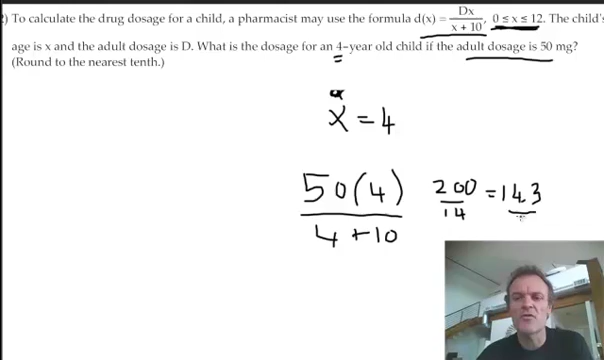 2) To calculate the drug dosage for a child, a pharmacist may use the formula d(x) = Dx / x + 10, 0 ≤ x ≤ 12. The child's
age is x and the adult dosage is D. What is the dosage for an 4-year old child if the adult dosage is 50 mg?
(Round to the nearest tenth.)
x = 4
50(4) / 4+10
200 / 14 = 14.3